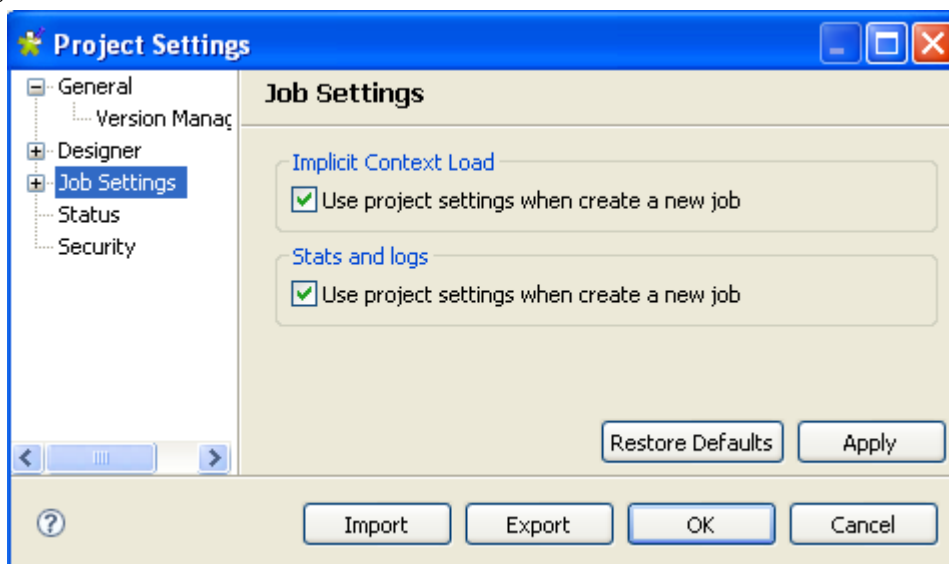 Project Settings
General
Version Manag
Designer
Job Settings
Status
Security
Job Settings
Implicit Context Load
Use project settings when create a new job
Stats and logs
Use project settings when create a new job
Restore Defaults
Apply
?
Import
Export
OK
Cancel